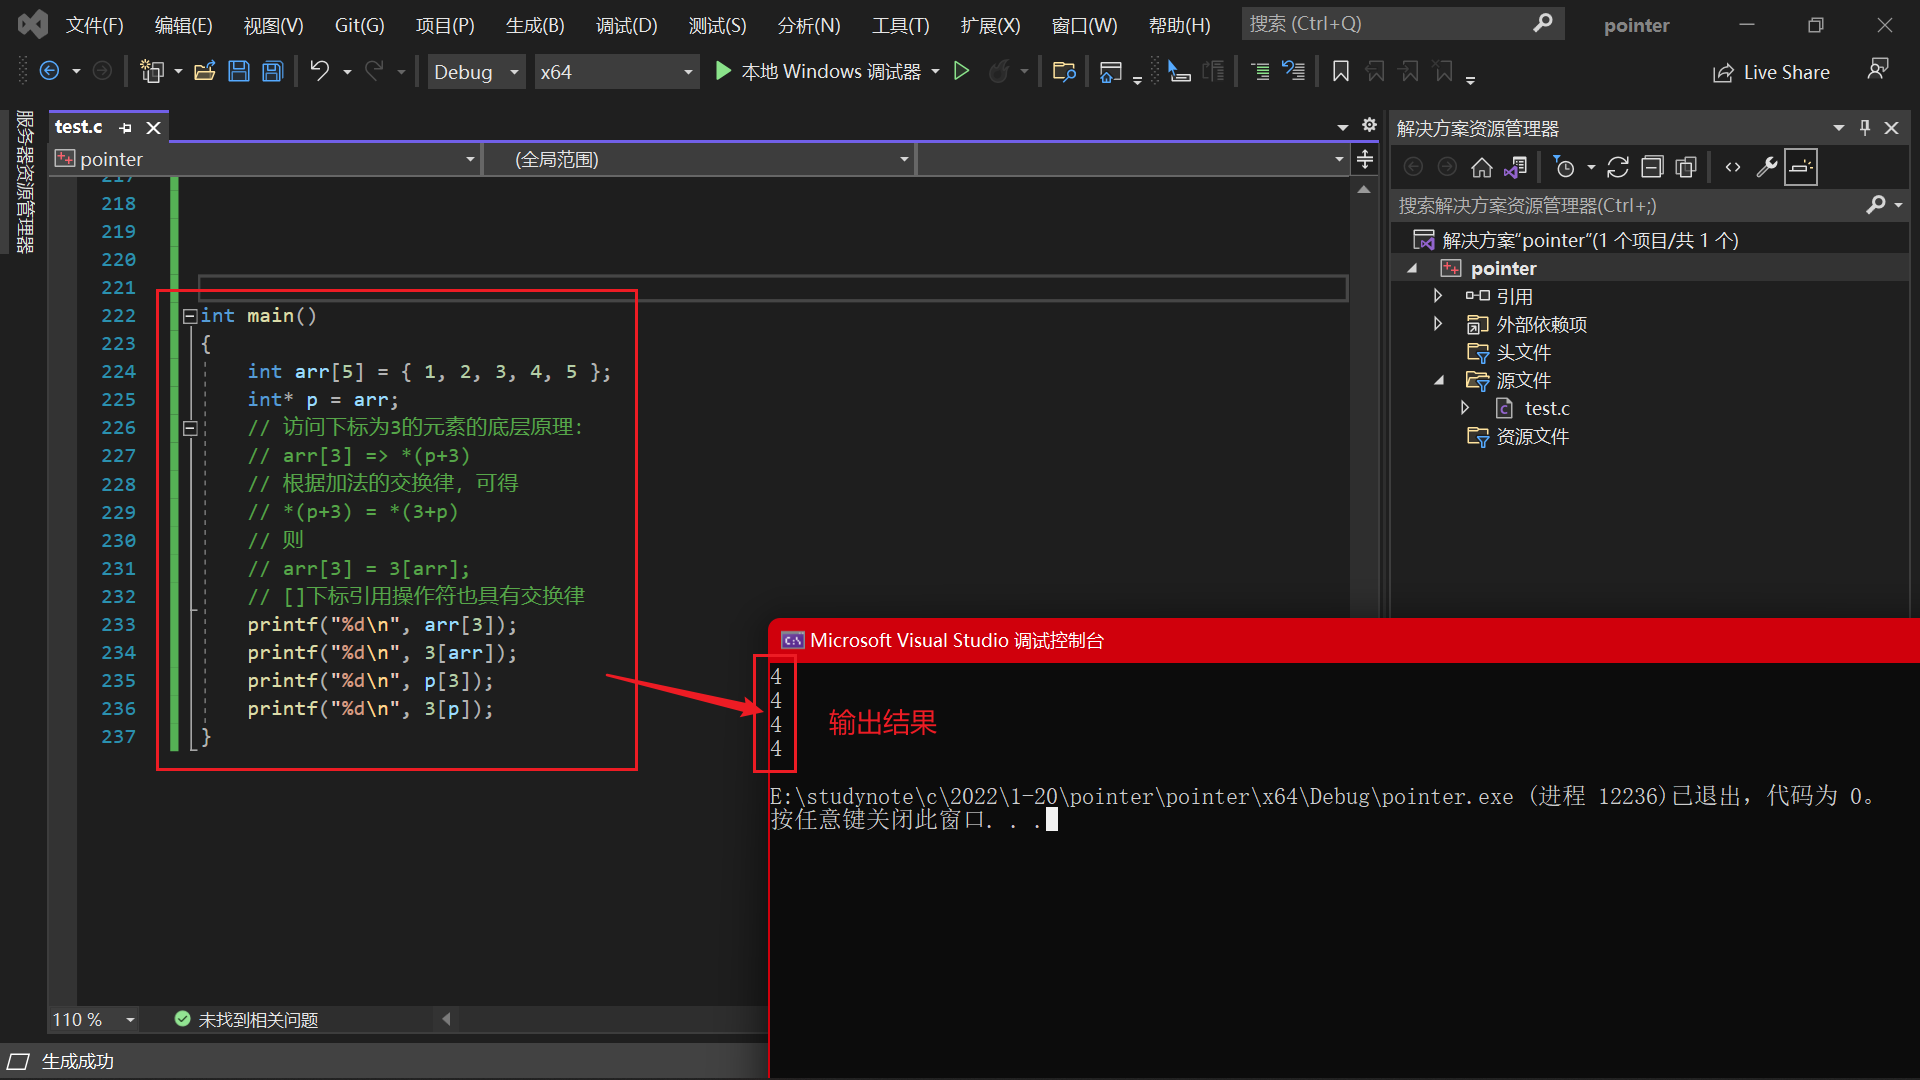 文件(F) 编辑(E) 视图(V) Git(G) 项目(P) 生成(B) 调试(D) 测试(S) 分析(N) 工具(T) 扩展(X) 窗口(W) 帮助(H) 搜索 (Ctrl+Q) pointer
Debug x64 本地 Windows 调试器 Live Share
服务器资源管理器
test.c
pointer (全局范围)
217
218
219
220
221
222 int main()
223 {
224 int arr[5] = { 1, 2, 3, 4, 5 };
225 int* p = arr;
226 // 访问下标为3的元素的底层原理：
227 // arr[3] => *(p+3)
228 // 根据加法的交换律，可得
229 // *(p+3) = *(3+p)
230 // 则
231 // arr[3] = 3[arr];
232 // []下标引用操作符也具有交换律
233 printf("%d\n", arr[3]);
234 printf("%d\n", 3[arr]);
235 printf("%d\n", p[3]);
236 printf("%d\n", 3[p]);
237 }
110 % 未找到相关问题
生成成功
解决方案资源管理器
搜索解决方案资源管理器(Ctrl+;)
解决方案“pointer”(1 个项目/共 1 个)
pointer
引用
外部依赖项
头文件
源文件
test.c
资源文件
Microsoft Visual Studio 调试控制台
4
4
4
4
输出结果
E:\studynote\c\2022\1-20\pointer\pointer\x64\Debug\pointer.exe (进程 12236)已退出，代码为 0。
按任意键关闭此窗口. . .